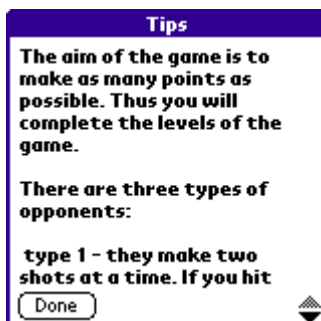 Tips
The aim of the game is to
make as many points as
possible. Thus you will
complete the levels of the
game.
There are three types of
opponents:
type 1 - they make two
shots at a time. If you hit
Done